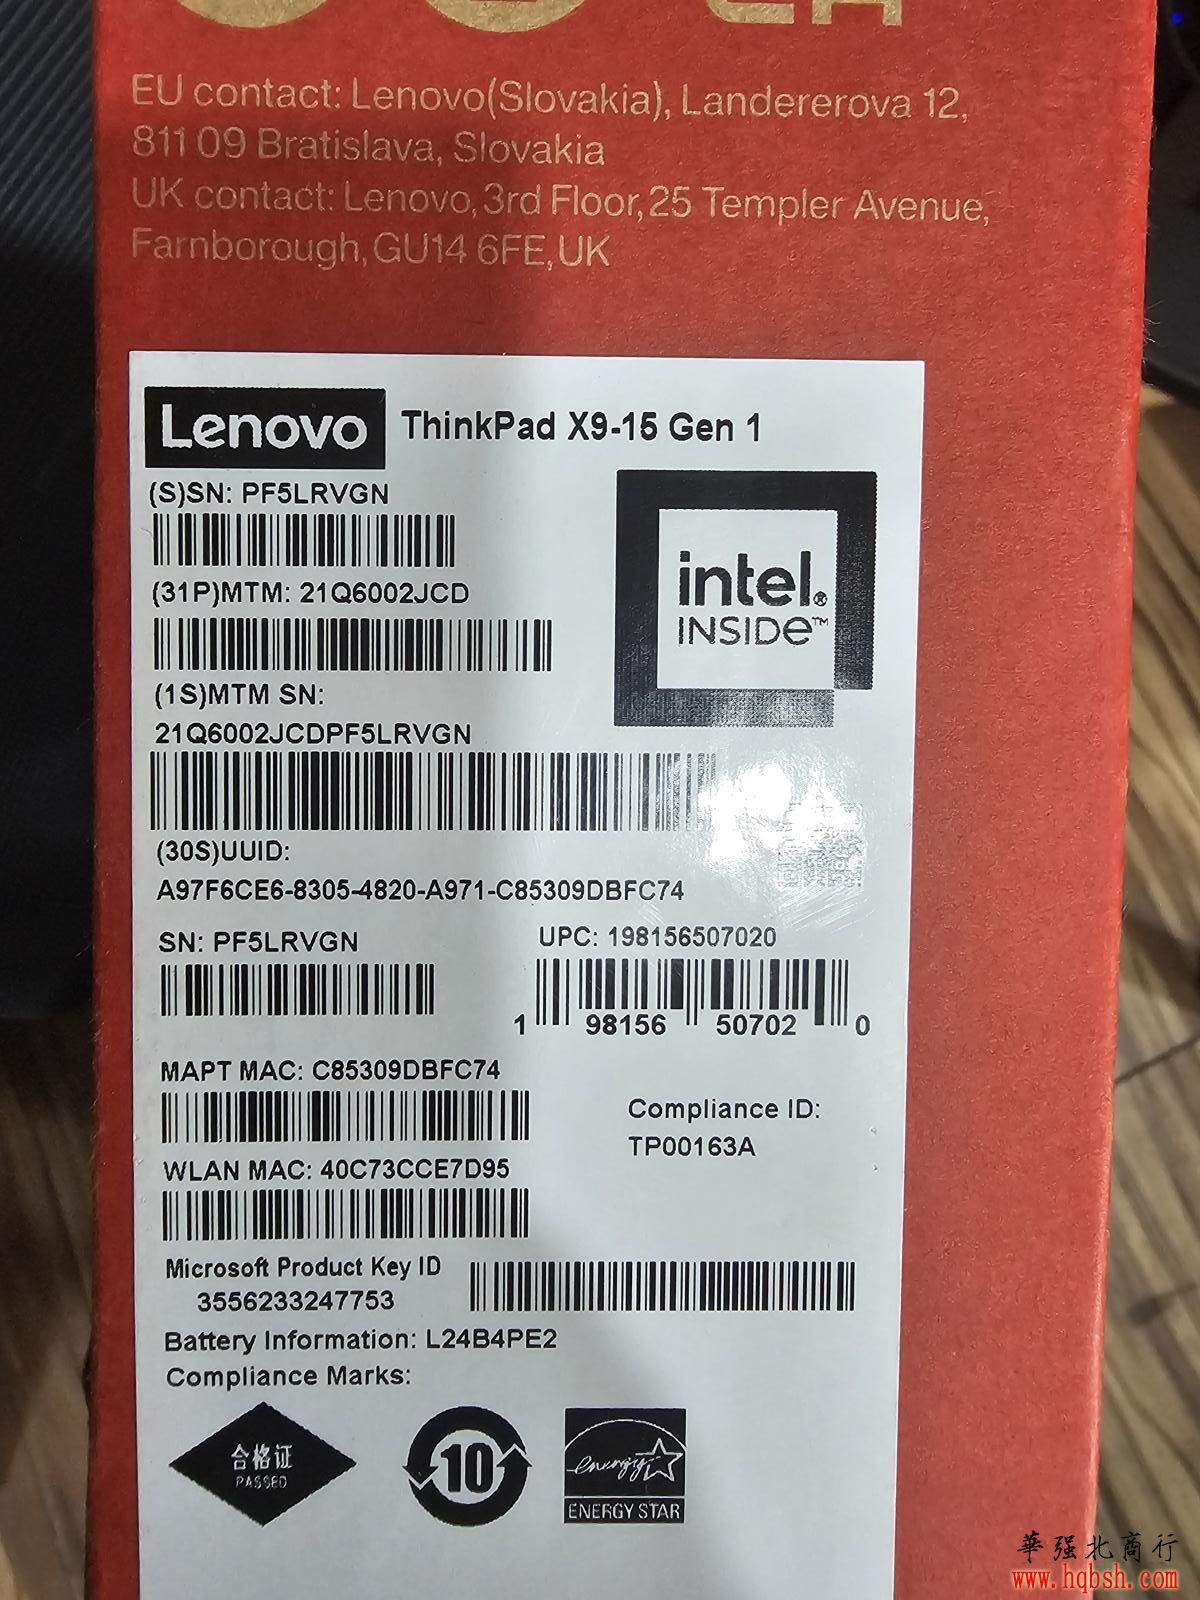 EU contact: Lenovo(Slovakia), Landererova 12,
811 09 Bratislava, Slovakia
UK contact: Lenovo, 3rd Floor, 25 Templer Avenue,
Farnborough, GU14 6FE, UK
Lenovo ThinkPad X9-15 Gen 1
(S)SN: PF5LRVGN
intel®
INSIDE™
(31P)MTM: 21Q6002JCD
(1S)MTM SN:
21Q6002JCDPF5LRVGN
(30S)UUID:
A97F6CE6-8305-4820-A971-C85309DBFC74
SN: PF5LRVGN
UPC: 198156507020
1 98156 50702 0
MAPT MAC: C85309DBFC74
Compliance ID:
TP00163A
WLAN MAC: 40C73CCE7D95
Microsoft Product Key ID
3556233247753
Battery Information: L24B4PE2
Compliance Marks:
合格证
PASSED
10
energy
ENERGY STAR
華强北商行
www.hqbsh.com